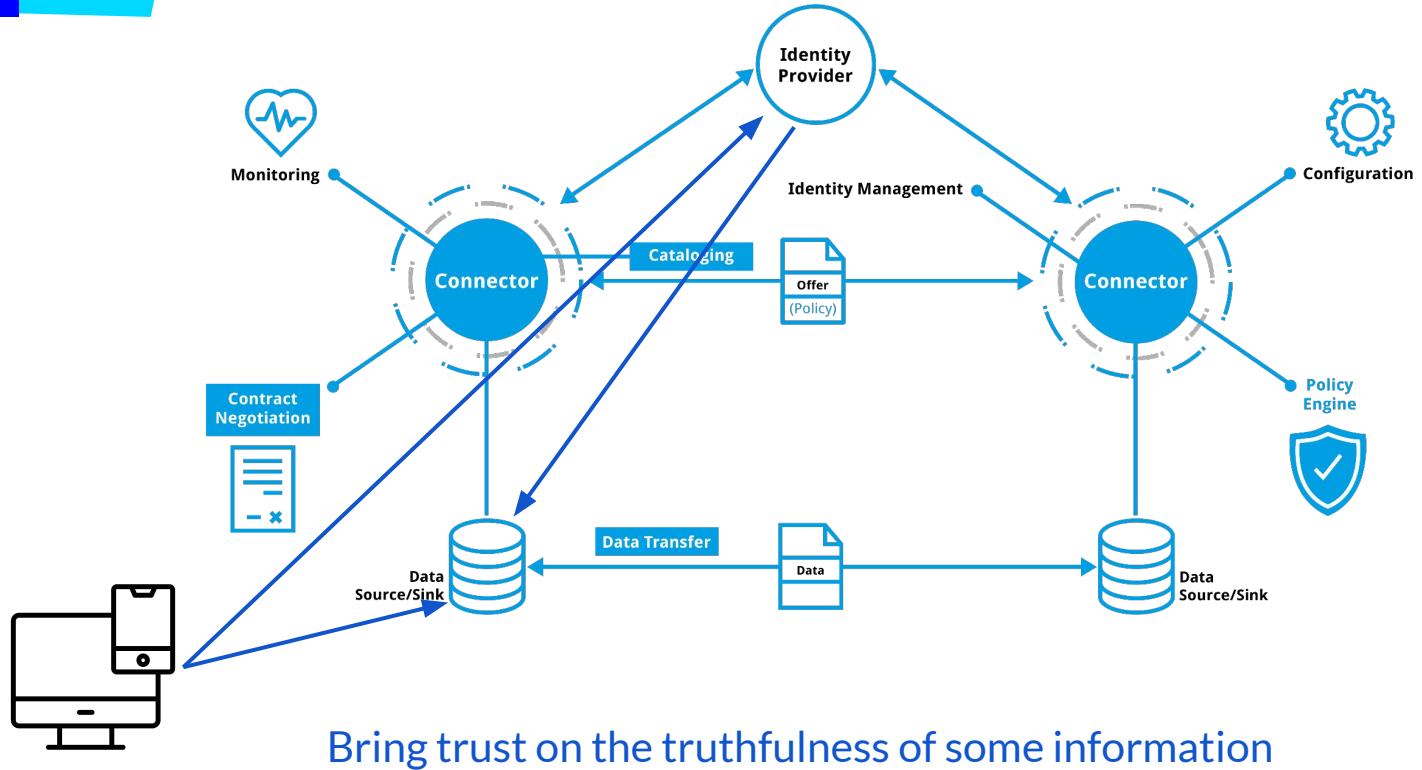 Identity
Provider
Monitoring
Identity Management
Configuration
Cataloging
Connector
Offer
(Policy)
Connector
Contract
Negotiation
Policy
Engine
Data Transfer
Data
Data
Source/Sink
Data
Source/Sink
Bring trust on the truthfulness of some information